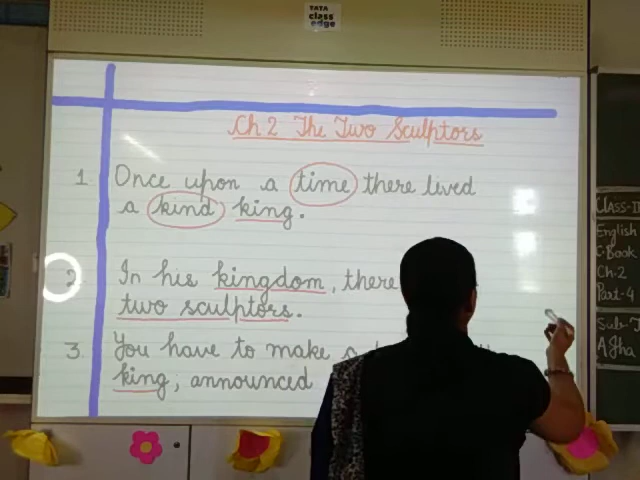 TATA
class
edge
Ch 2 The Two Sculptors
1. Once upon a time there lived
a kind king.
2. In his kingdom, there
two sculptors.
3. You have to make a
king, announced
CLASS-II
English
C.Book
Ch-2
Part-4
Sub-T
A Jha